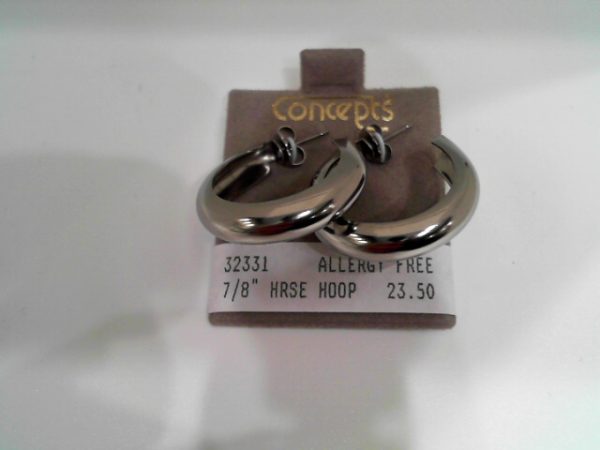 Concepts
32331 ALLERGY FREE
7/8" HRSE HOOP 23.50